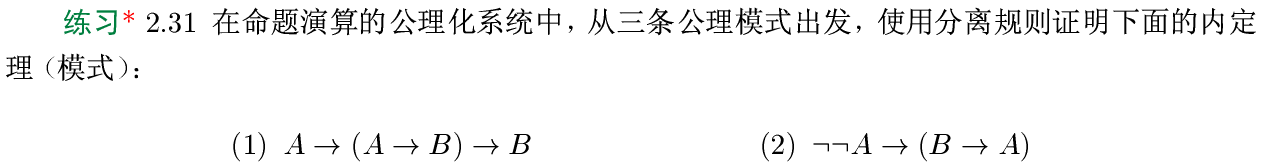 练习* 2.31 在命题演算的公理化系统中，从三条公理模式出发，使用分离规则证明下面的内定
理（模式）：
(1) A → (A → B) → B (2) ¬¬A → (B → A)